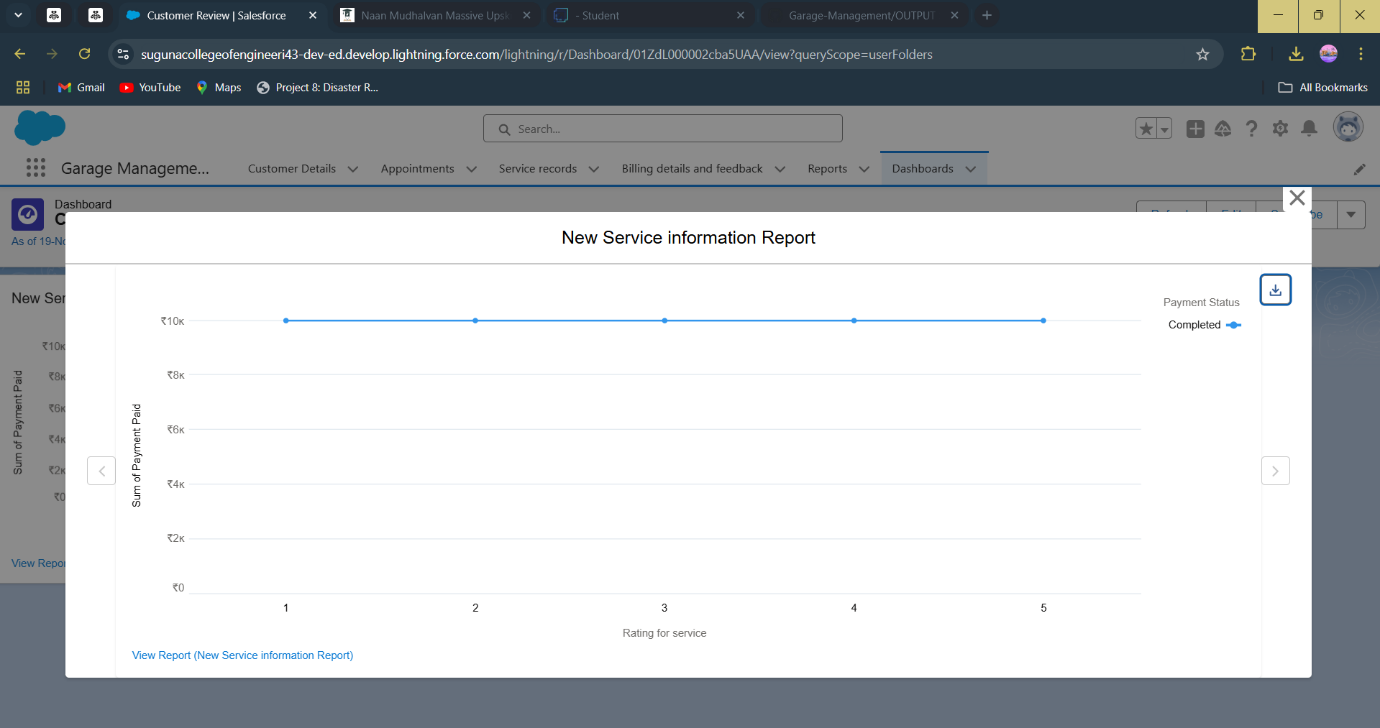 Customer Review | Salesforce
Naan Mudhalvan Massive Upsk
- Student
Garage-Management/OUTPUT
sugunacollegeofengineeri43-dev-ed.develop.lightning.force.com/lightning/r/Dashboard/01ZdL000002cba5UAA/view?queryScope=userFolders
Gmail YouTube Maps Project 8: Disaster R... All Bookmarks
Search...
Garage Manageme... Customer Details Appointments Service records Billing details and feedback Reports Dashboards
Dashboard
C
As of 19-No
New Service information Report
New Ser
Payment Status
Completed
₹10K
₹8K
₹6K
₹4K
₹2K
₹0
Sum of Payment Paid
₹10K
₹8K
₹6K
₹4K
₹2K
₹0
Sum of Payment Paid
1 2 3 4 5
Rating for service
View Repor
View Report (New Service information Report)